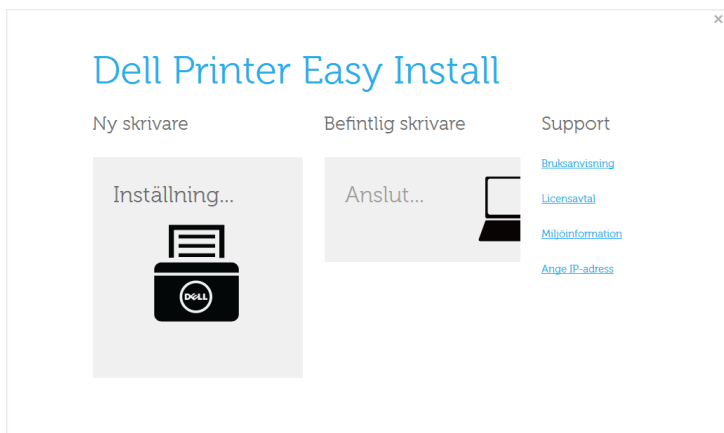 ×
Dell Printer Easy Install
Ny skrivare
Inställning...
DELL
Befintlig skrivare
Anslut...
Support
Bruksanvisning
Licensavtal
Miljöinformation
Ange IP-adress